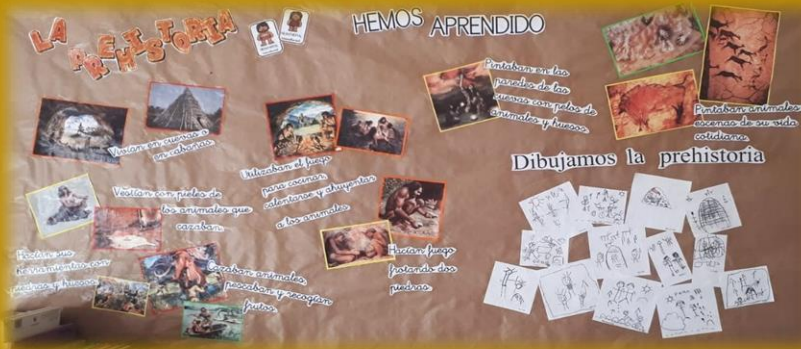 LA PREHISTORIA
HEMOS APRENDIDO
Vivían en cuevas o
en cabañas.
Vestían con pieles de
los animales que
cazaban.
Hacían sus
herramientas con
piedras y huesos.
Cazaban animales,
pescaban y recogían
frutos.
Utilizaban el fuego
para cocinar,
calentarse y ahuyentar
a los animales.
Hacían fuego
frotando dos
piedras.
Pintaban en las
paredes de las
cuevas con pelos de
animales y huesos.
Pintaban animales,
escenas de su vida
cotidiana.
Dibujamos la prehistoria